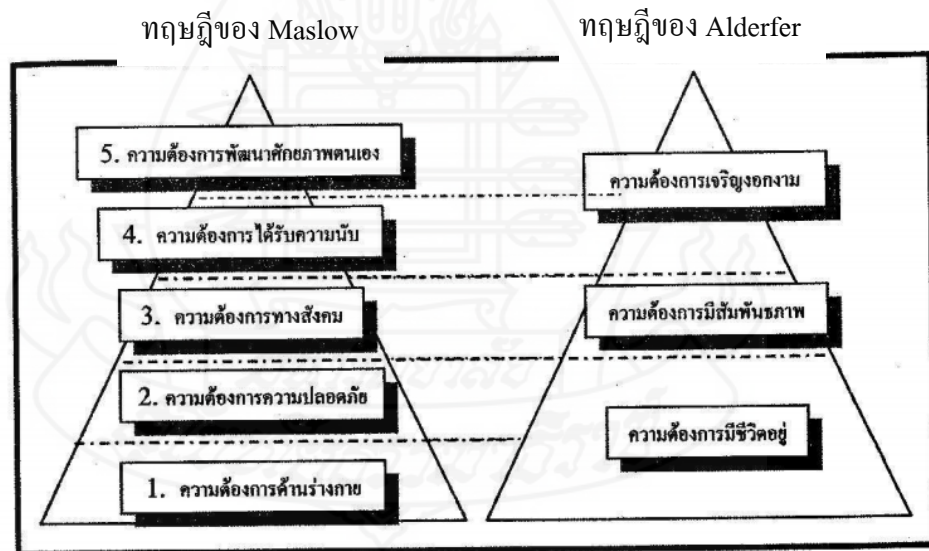 ทฤษฎีของ Maslow
ทฤษฎีของ Alderfer
5. ความต้องการพัฒนาศักยภาพตนเอง
4. ความต้องการได้รับความนับ
3. ความต้องการทางสังคม
2. ความต้องการความปลอดภัย
1. ความต้องการด้านร่างกาย
ความต้องการเจริญงอกงาม
ความต้องการมีสัมพันธภาพ
ความต้องการมีชีวิตอยู่